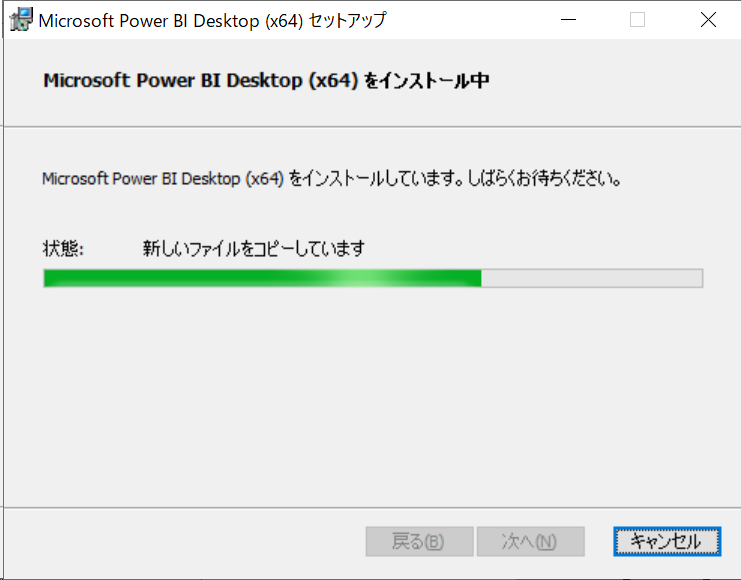 Microsoft Power BI Desktop (x64) セットアップ
Microsoft Power BI Desktop (x64) をインストール中
Microsoft Power BI Desktop (x64) をインストールしています。しばらくお待ちください。
状態: 新しいファイルをコピーしています
戻る(B) 次へ(N) キャンセル